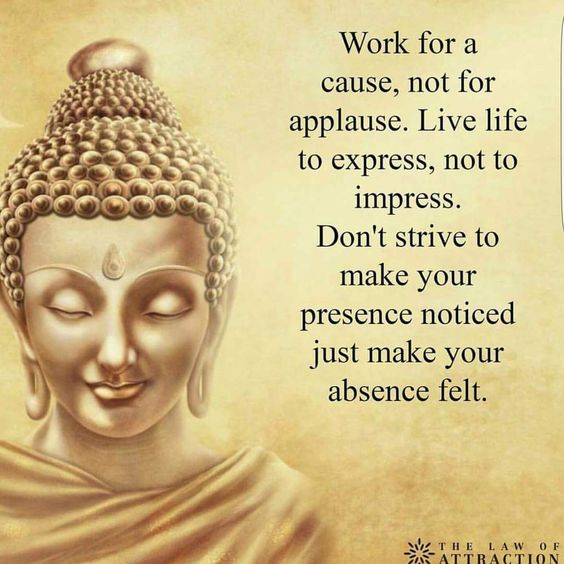 Work for a
cause, not for
applause. Live life
to express, not to
impress.
Don't strive to
make your
presence noticed
just make your
absence felt.
THE LAW OF
ATTRACTION